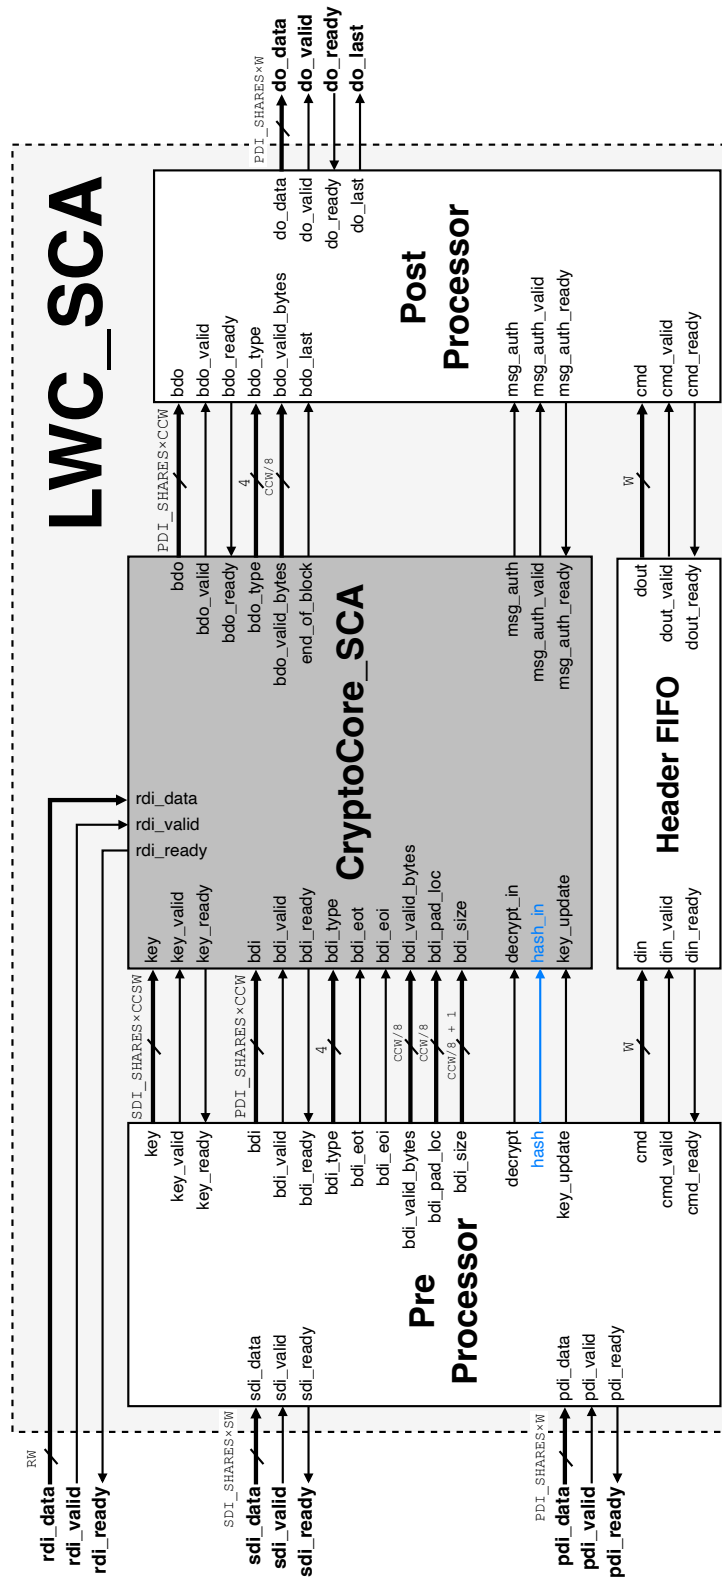 LWC_SCA
rdi_data
rdi_valid
rdi_ready
RW
sdi_data
sdi_valid
sdi_ready
SDI_SHARES×SW
pdi_data
pdi_valid
pdi_ready
PDI_SHARES×W
sdi_data
sdi_valid
sdi_ready
pdi_data
pdi_valid
pdi_ready
Pre
Processor
key
key_valid
key_ready
bdi
bdi_valid
bdi_ready
bdi_type
bdi_eot
bdi_eoi
bdi_valid_bytes
bdi_pad_loc
bdi_size
decrypt
hash
key_update
cmd
cmd_valid
cmd_ready
SDI_SHARES×CCSW
PDI_SHARES×CCW
4
CCW/8
CCW/8
CCW/8 + 1
W
rdi_data
rdi_valid
rdi_ready
key
key_valid
key_ready
bdi
bdi_valid
bdi_ready
bdi_type
bdi_eot
bdi_eoi
bdi_valid_bytes
bdi_pad_loc
bdi_size
decrypt_in
hash_in
key_update
CryptoCore_SCA
bdo
bdo_valid
bdo_ready
bdo_type
bdo_valid_bytes
end_of_block
msg_auth
msg_auth_valid
msg_auth_ready
din
din_valid
din_ready
Header FIFO
dout
dout_valid
dout_ready
PDI_SHARES×CCW
4
CCW/8
W
bdo
bdo_valid
bdo_ready
bdo_type
bdo_valid_bytes
bdo_last
msg_auth
msg_auth_valid
msg_auth_ready
cmd
cmd_valid
cmd_ready
Post
Processor
do_data
do_valid
do_ready
do_last
PDI_SHARES×W
do_data
do_valid
do_ready
do_last